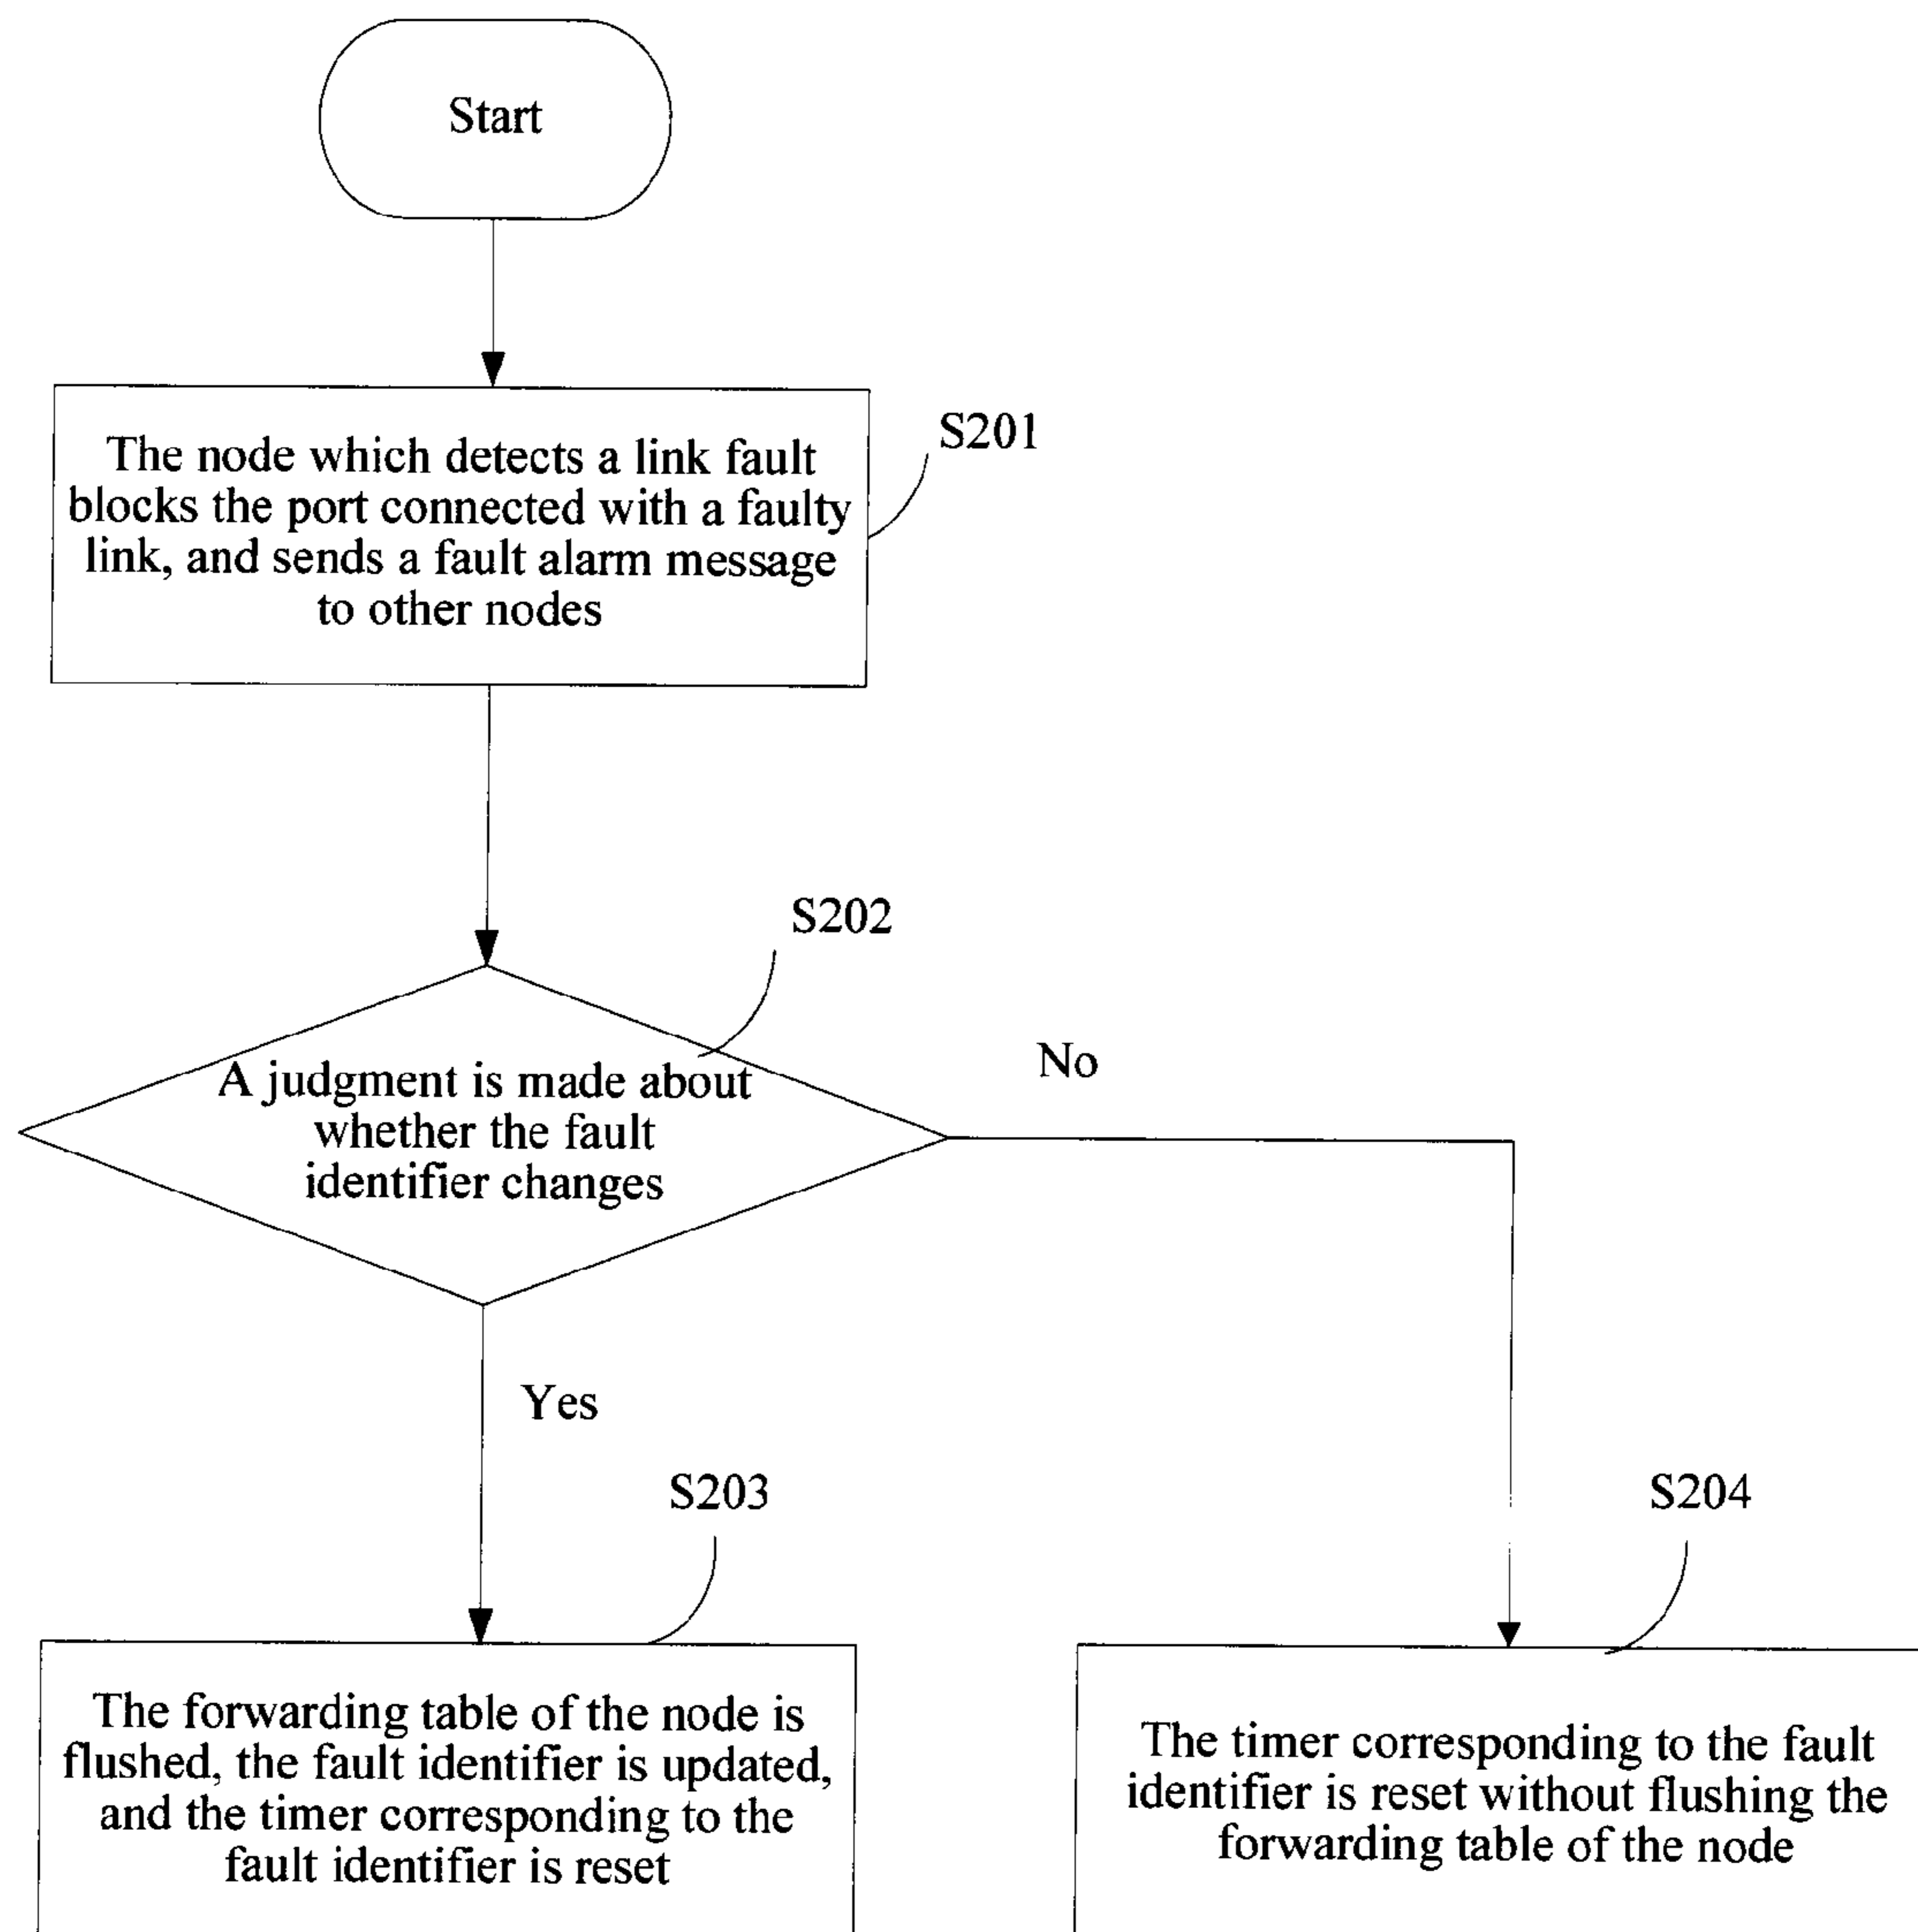 Start
The node which detects a link fault
blocks the port connected with a faulty
link, and sends a fault alarm message
to other nodes
S201
S202
A judgment is made about
whether the fault
identifier changes
No
Yes
S203
The forwarding table of the node is
flushed, the fault identifier is updated,
and the timer corresponding to the
fault identifier is reset
S204
The timer corresponding to the fault
identifier is reset without flushing the
forwarding table of the node